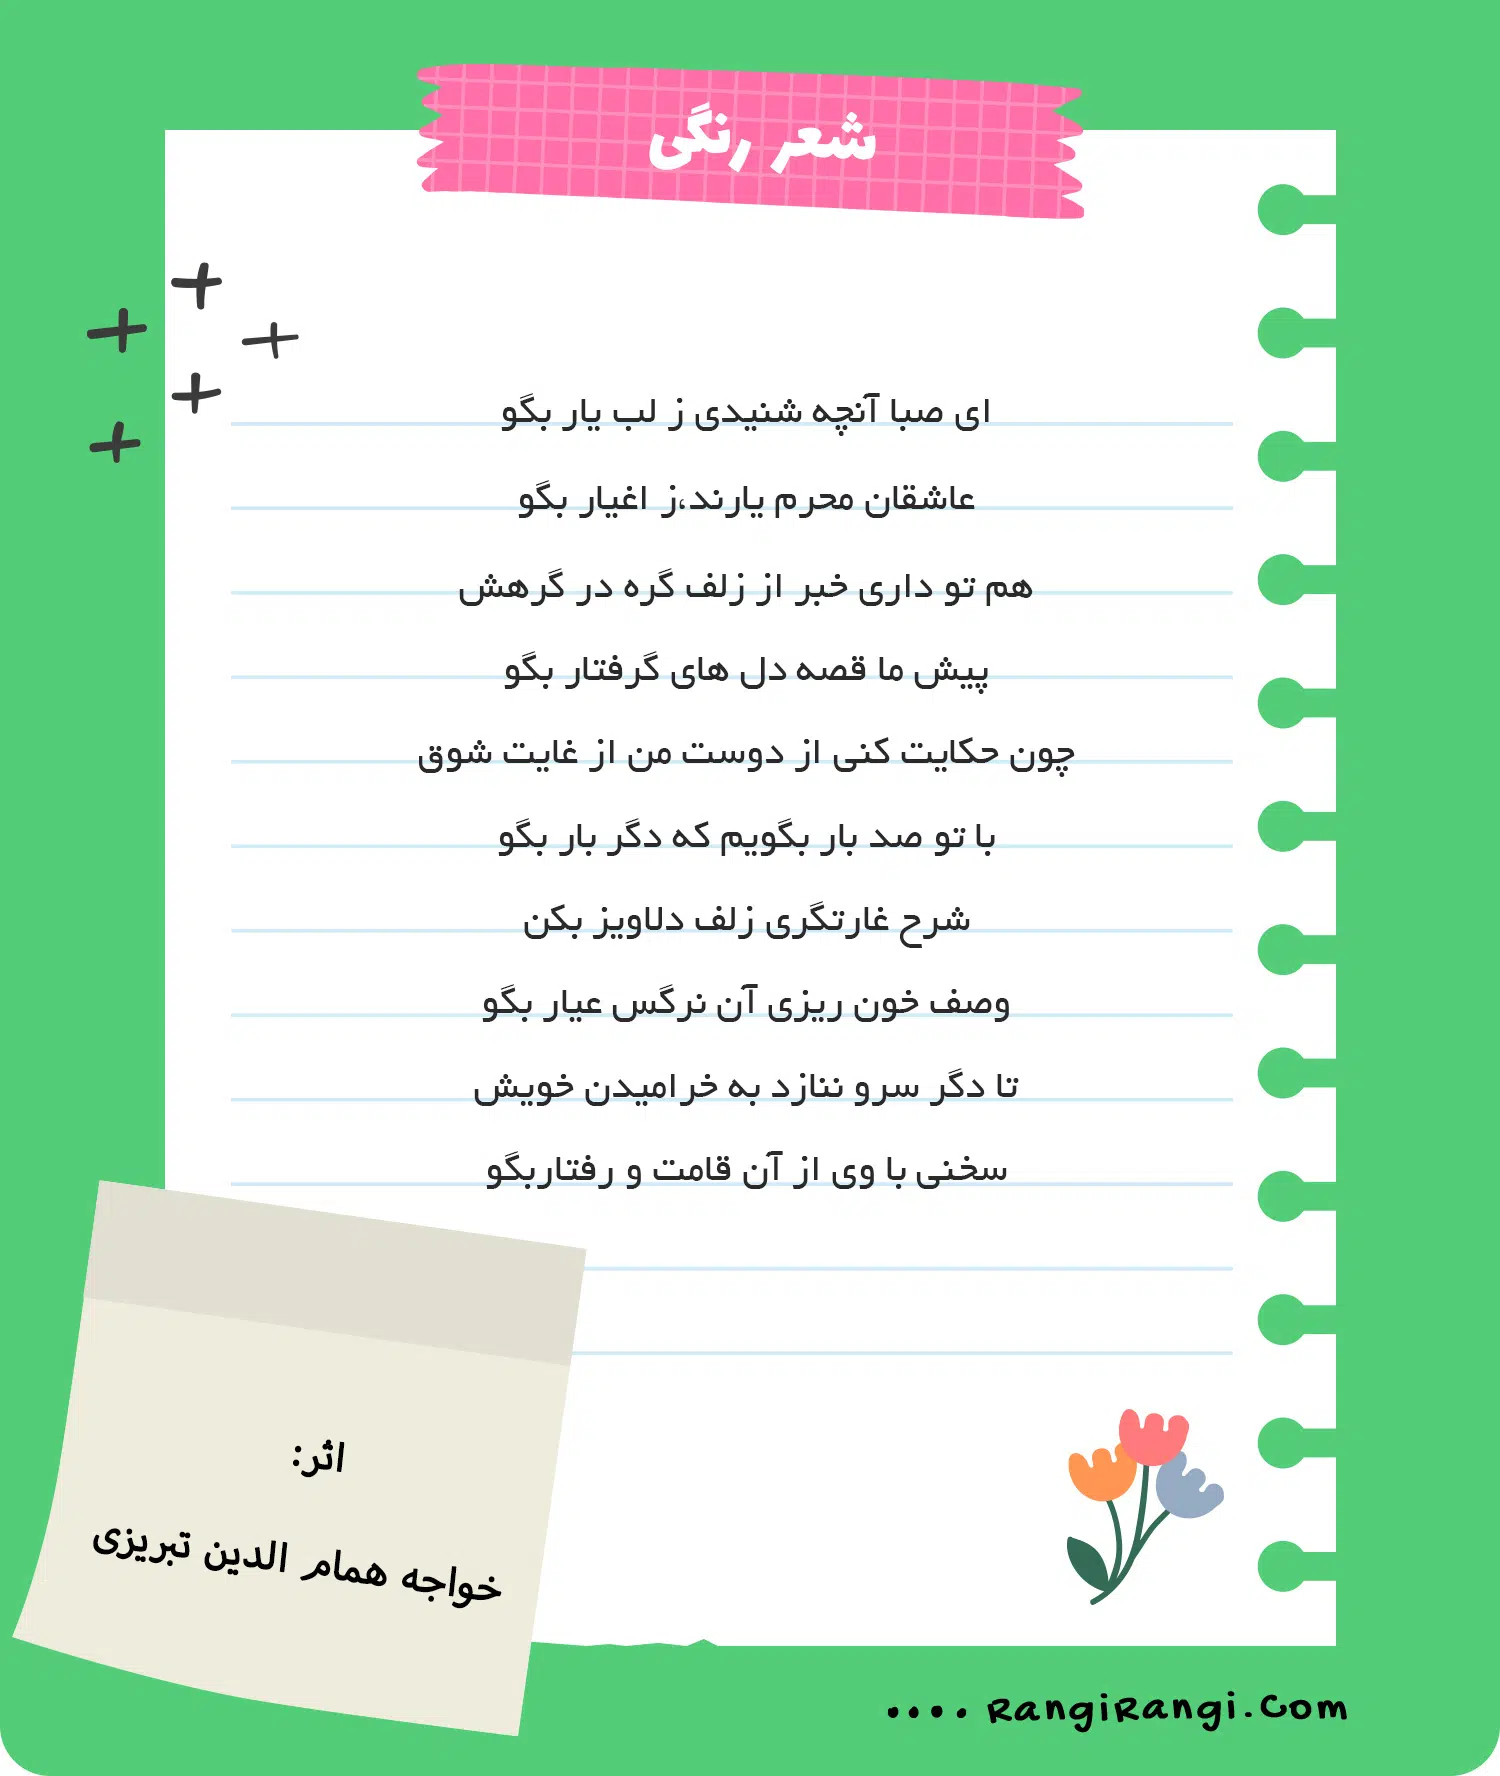 شعر رنگی
ای صبا آنچه شنیدی ز لب یار بگو
عاشقان محرم یارند،ز اغیار بگو
هم تو داری خبر از زلف گره در گرهش
پیش ما قصه دل های گرفتار بگو
چون حکایت کنی از دوست من از غایت شوق
با تو صد بار بگویم که دگر بار بگو
شرح غارتگری زلف دلاویز بکن
وصف خون ریزی آن نرگس عیار بگو
تا دگر سرو ننازد به خرامیدن خویش
سخنی با وی از آن قامت و رفتاربگو
اثر:
خواجه همام الدین تبریزی
.... RangiRangi.Com